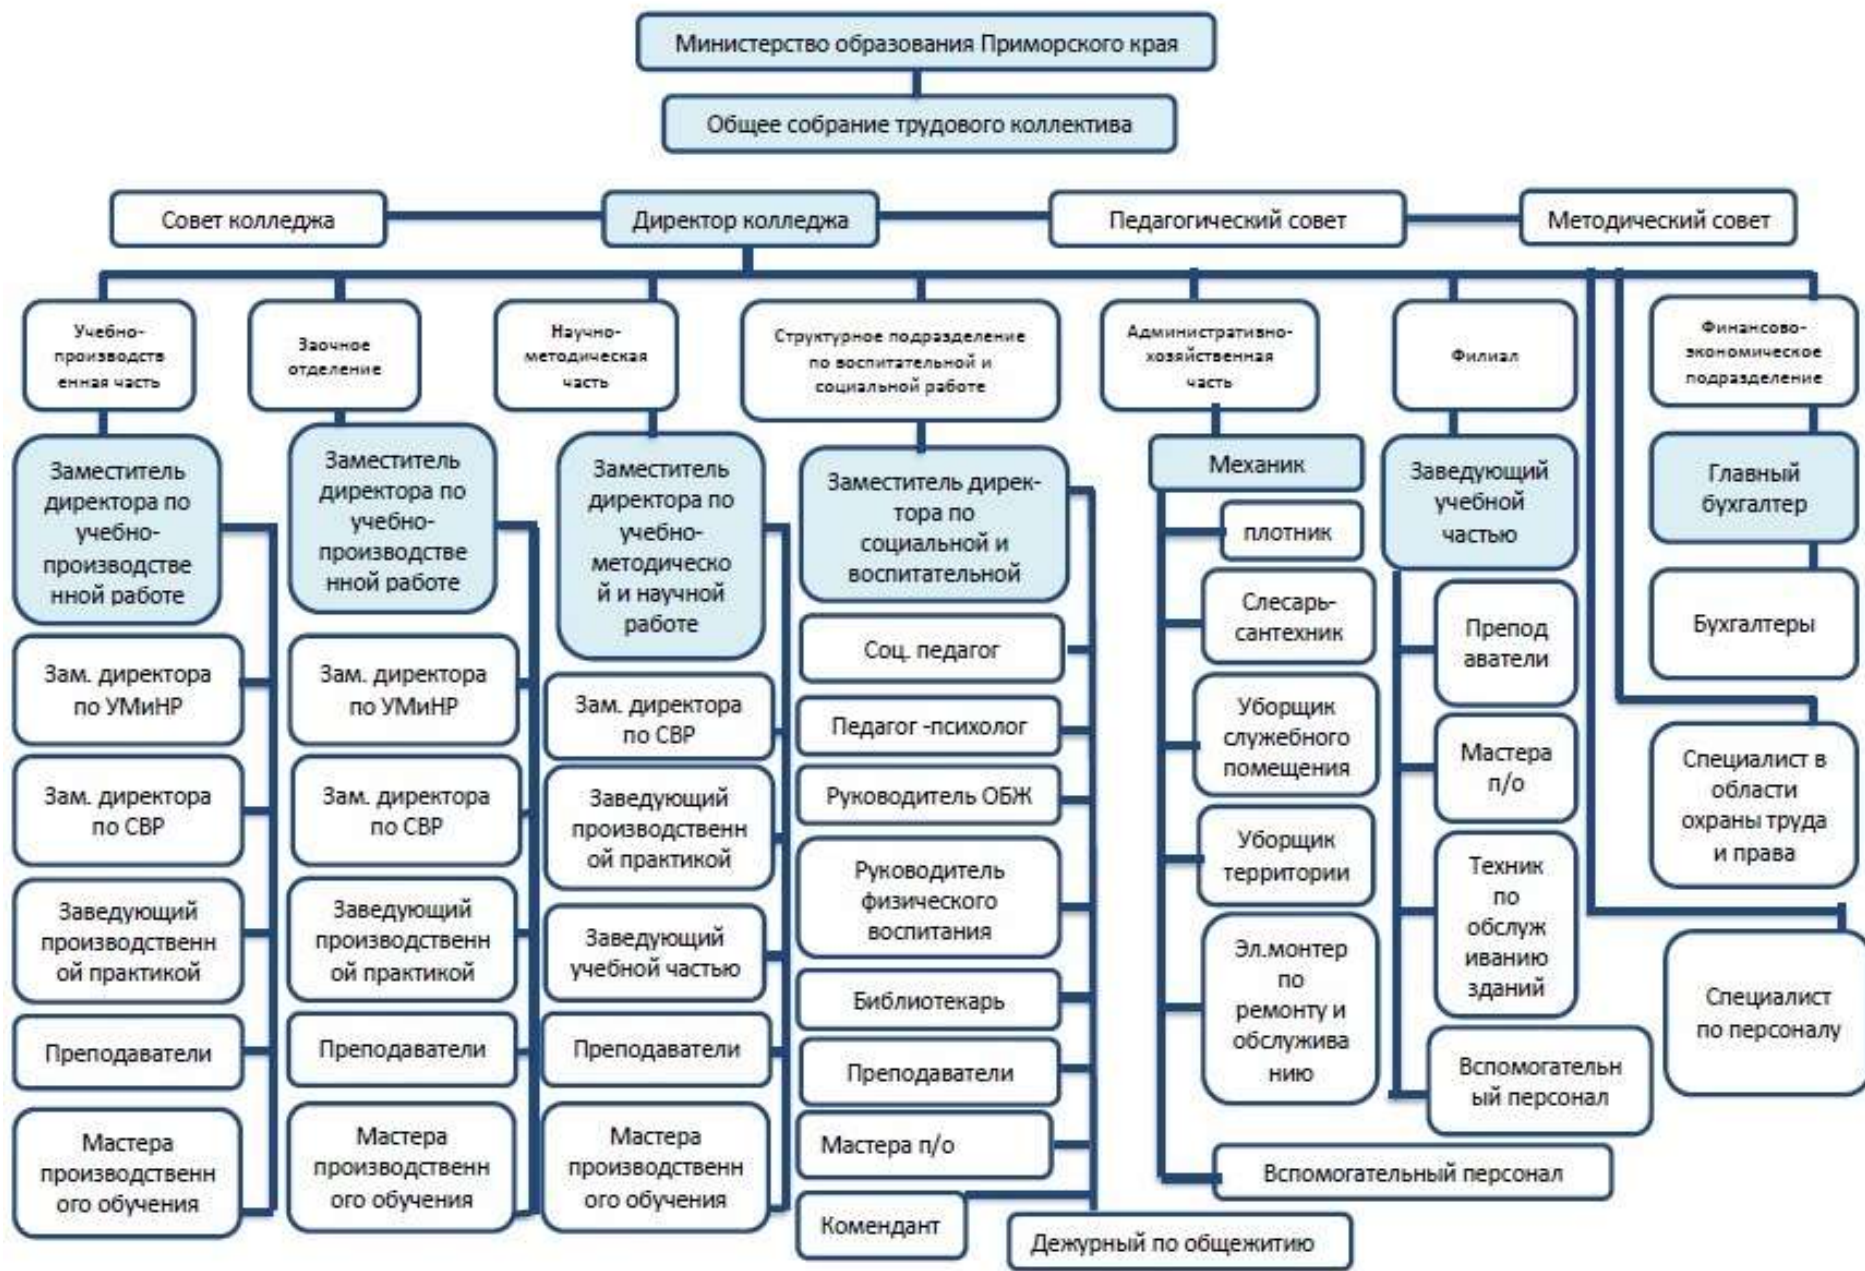 Министерство образования Приморского края
Общее собрание трудового коллектива
Совет колледжа
Директор колледжа
Педагогический совет
Методический совет
Учебно-
производств
енная часть
Заочное
отделение
Научно-
методическая
часть
Структурное подразделение
по воспитательной и
социальной работе
Административно-
хозяйственная
часть
Филиал
Финансово-
экономическое
подразделение
Заместитель
директора по
учебно-
производстве
нной работе
Зам. директора
по УМиНР
Зам. директора
по СВР
Заведующий
производственн
ой практикой
Преподаватели
Мастера
производственн
ого обучения
Заместитель
директора по
учебно-
производстве
нной работе
Зам. директора
по УМиНР
Зам. директора
по СВР
Заведующий
производственн
ой практикой
Преподаватели
Мастера
производственн
ого обучения
Заместитель
директора по
учебно-
методическо
й и научной
работе
Зам. директора
по СВР
Заведующий
производственн
ой практикой
Заведующий
учебной частью
Преподаватели
Мастера
производственн
ого обучения
Заместитель дирек-
тора по
социальной и
воспитательной
Соц. педагог
Педагог -психолог
Руководитель ОБЖ
Руководитель
физического
воспитания
Библиотекарь
Преподаватели
Мастера п/о
Комендант
Дежурный по общежитию
Механик
плотник
Слесарь-
сантехник
Уборщик
служебного
помещения
Уборщик
территории
Эл.монтер
по
ремонту и
обслужива
нию
Вспомогательный персонал
Заведующий
учебной
частью
Препод
аватели
Мастера
п/о
Техник
по
обслуж
иванию
зданий
Вспомогательн
ый персонал
Главный
бухгалтер
Бухгалтеры
Специалист в
области
охраны труда
и права
Специалист
по персоналу